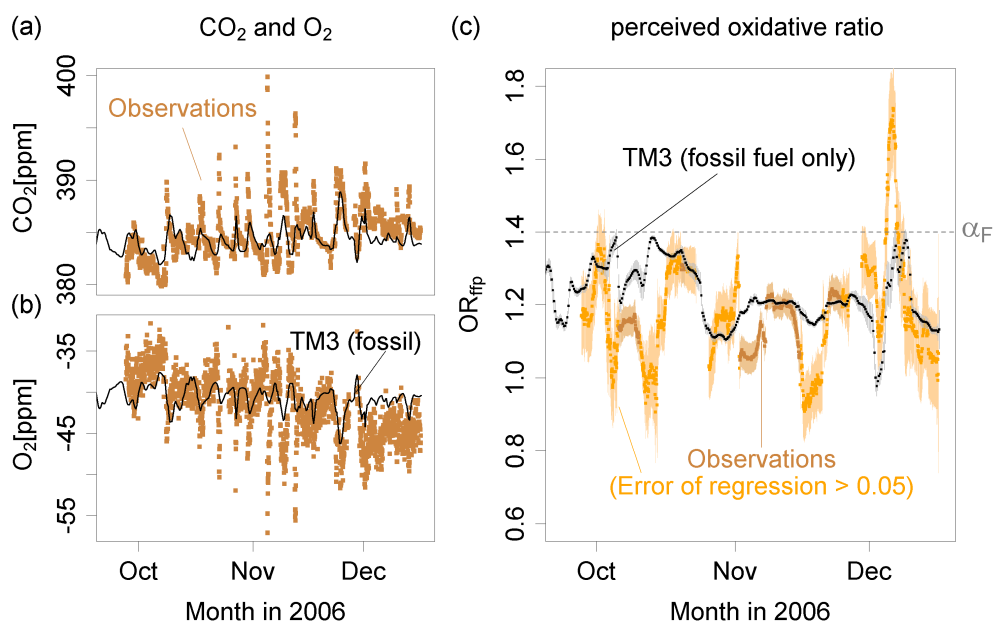 (a)
CO₂ and O₂
400
390
380
CO₂[ppm]
Observations
b)
-35
-45
-55
O₂[ppm]
TM3 (fossil)
Oct
Nov
Dec
Month in 2006
(c)
perceived oxidative ratio
1.8
1.6
1.4
1.2
1.0
0.8
0.6
ORffp
TM3 (fossil fuel only)
αF
Observations
(Error of regression > 0.05)
Oct
Nov
Dec
Month in 2006